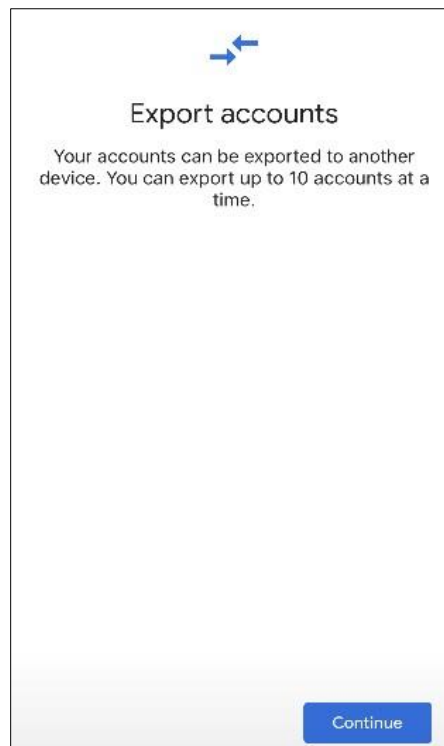 Export accounts
Your accounts can be exported to another
device. You can export up to 10 accounts at a
time.
Continue